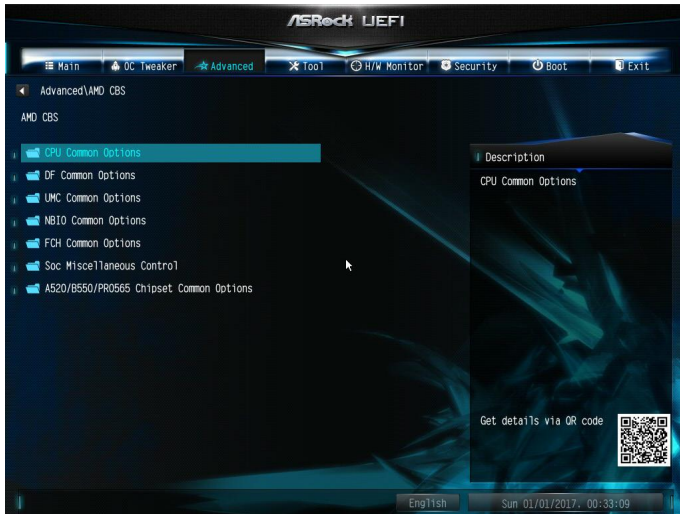 ASRock UEFI
Main OC Tweaker Advanced Tool H/W Monitor Security Boot Exit
Advanced\AMD CBS
AMD CBS
CPU Common Options
DF Common Options
UMC Common Options
NBIO Common Options
FCH Common Options
Soc Miscellaneous Control
A520/B550/PRO565 Chipset Common Options
Description
CPU Common Options
Get details via QR code
English
Sun 01/01/2017. 00:33:09